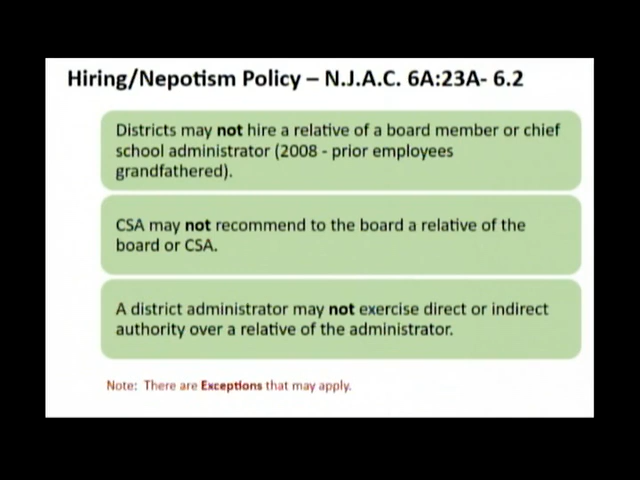 Hiring/Nepotism Policy – N.J.A.C. 6A:23A- 6.2
Districts may not hire a relative of a board member or chief
school administrator (2008 - prior employees
grandfathered).
CSA may not recommend to the board a relative of the
board or CSA.
A district administrator may not exercise direct or indirect
authority over a relative of the administrator.
Note: There are Exceptions that may apply.